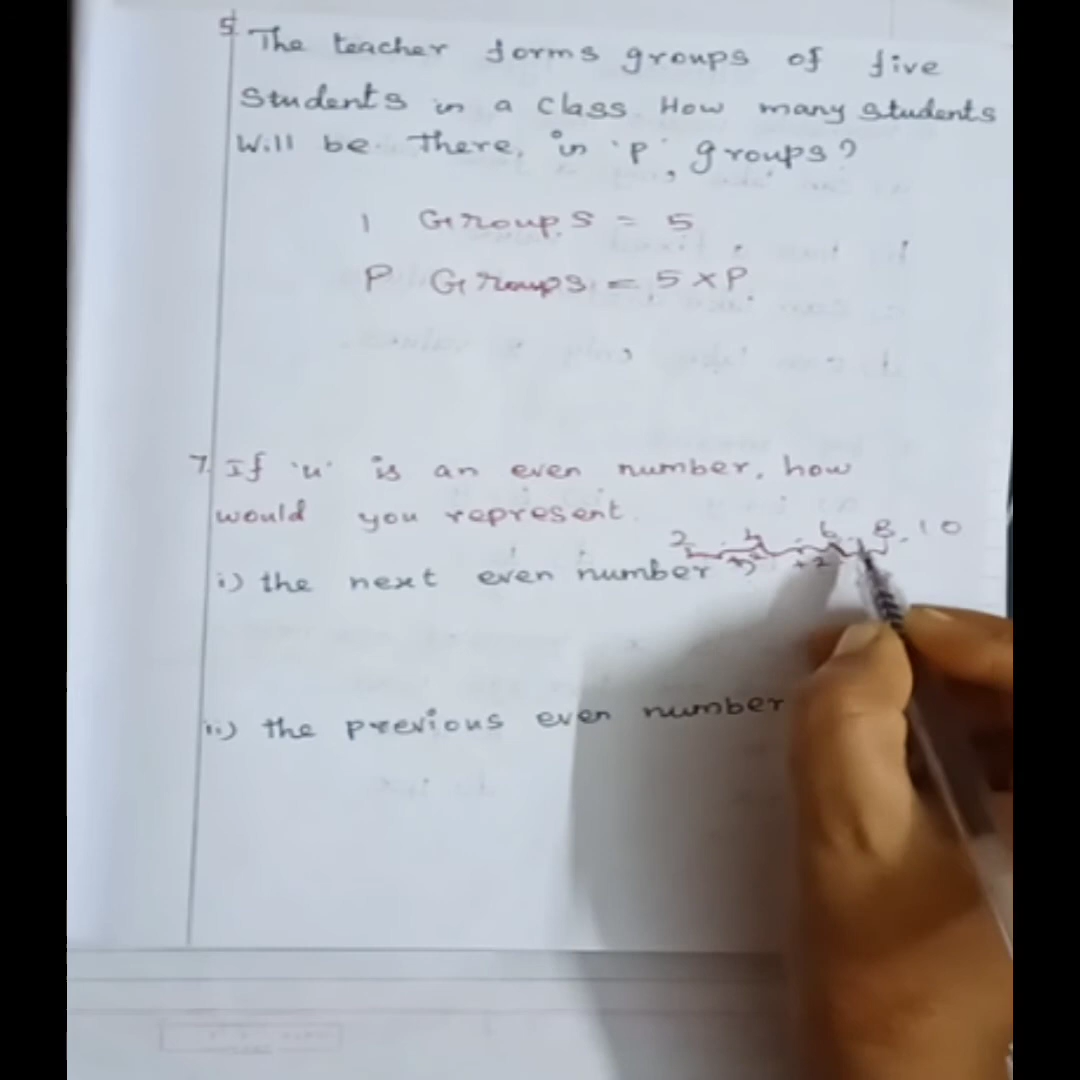 5. The teacher forms groups of five
students in a class. How many students
will be there, in 'p', groups?
1 Groups = 5
P Groups = 5 × P.
7. If 'u' is an even number, how
would you represent.
2, 4, 6, 8, 10
+2 +2
i) the next even number
ii) the previous even number